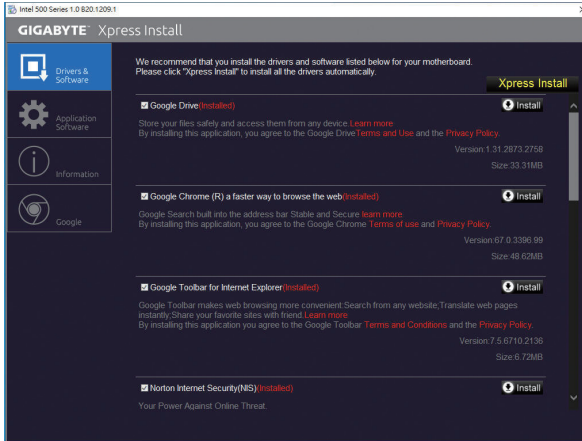 Intel 500 Series 1.0 B20.1209.1
GIGABYTE™ Xpress Install
Drivers &
Software
Application
Software
Information
Google
We recommend that you install the drivers and software listed below for your motherboard.
Please click "Xpress Install" to install all the drivers automatically.
Xpress Install
Google Drive(Installed)
Install
Store your files safely and access them from any device.Learn more
By installing this application, you agree to the Google DriveTerms and Use and the Privacy Policy.
Version:1.31.2873.2758
Size:33.31MB
Google Chrome (R) a faster way to browse the web(Installed)
Install
Google Search built into the address bar Stable and Secure learn more
By installing this application, you agree to the Google Chrome Terms of use and Privacy Policy.
Version:67.0.3396.99
Size:48.62MB
Google Toolbar for Internet Explorer(Installed)
Install
Google Toolbar makes web browsing more convenient.Search from any website,Translate web pages
instantly,Share your favorite sites with friend.Learn more
By installing this application you agree to the Google Toolbar Terms and Conditions and the Privacy Policy.
Version:7.5.6710.2136
Size:6.72MB
Norton Internet Security(NIS)(Installed)
Install
Your Power Against Online Threat.